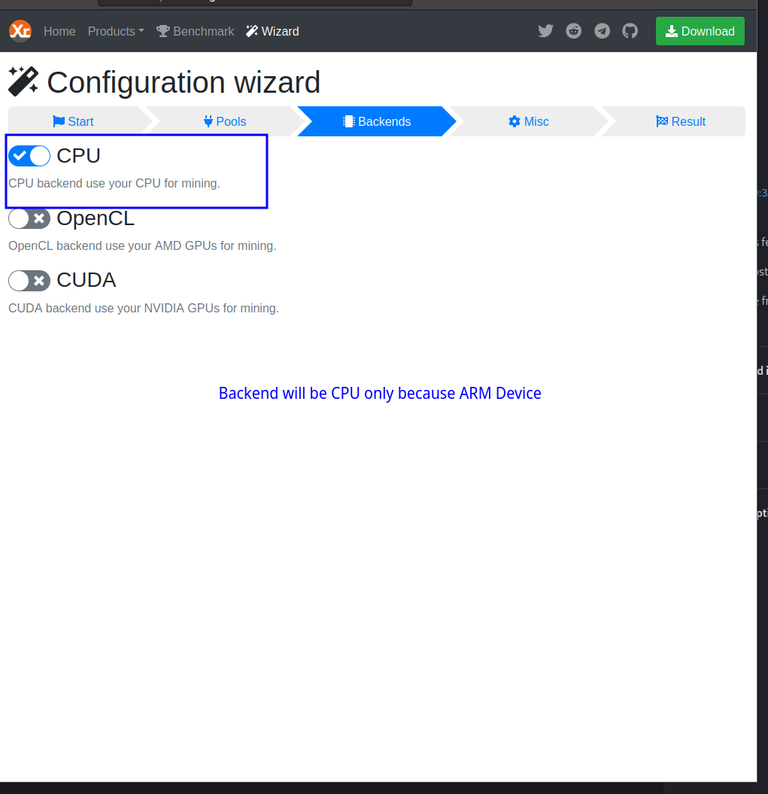 Xr Home Products Benchmark Wizard Download
Configuration wizard
Start Pools Backends Misc Result
CPU
CPU backend use your CPU for mining.
OpenCL
OpenCL backend use your AMD GPUs for mining.
CUDA
CUDA backend use your NVIDIA GPUs for mining.
Backend will be CPU only because ARM Device